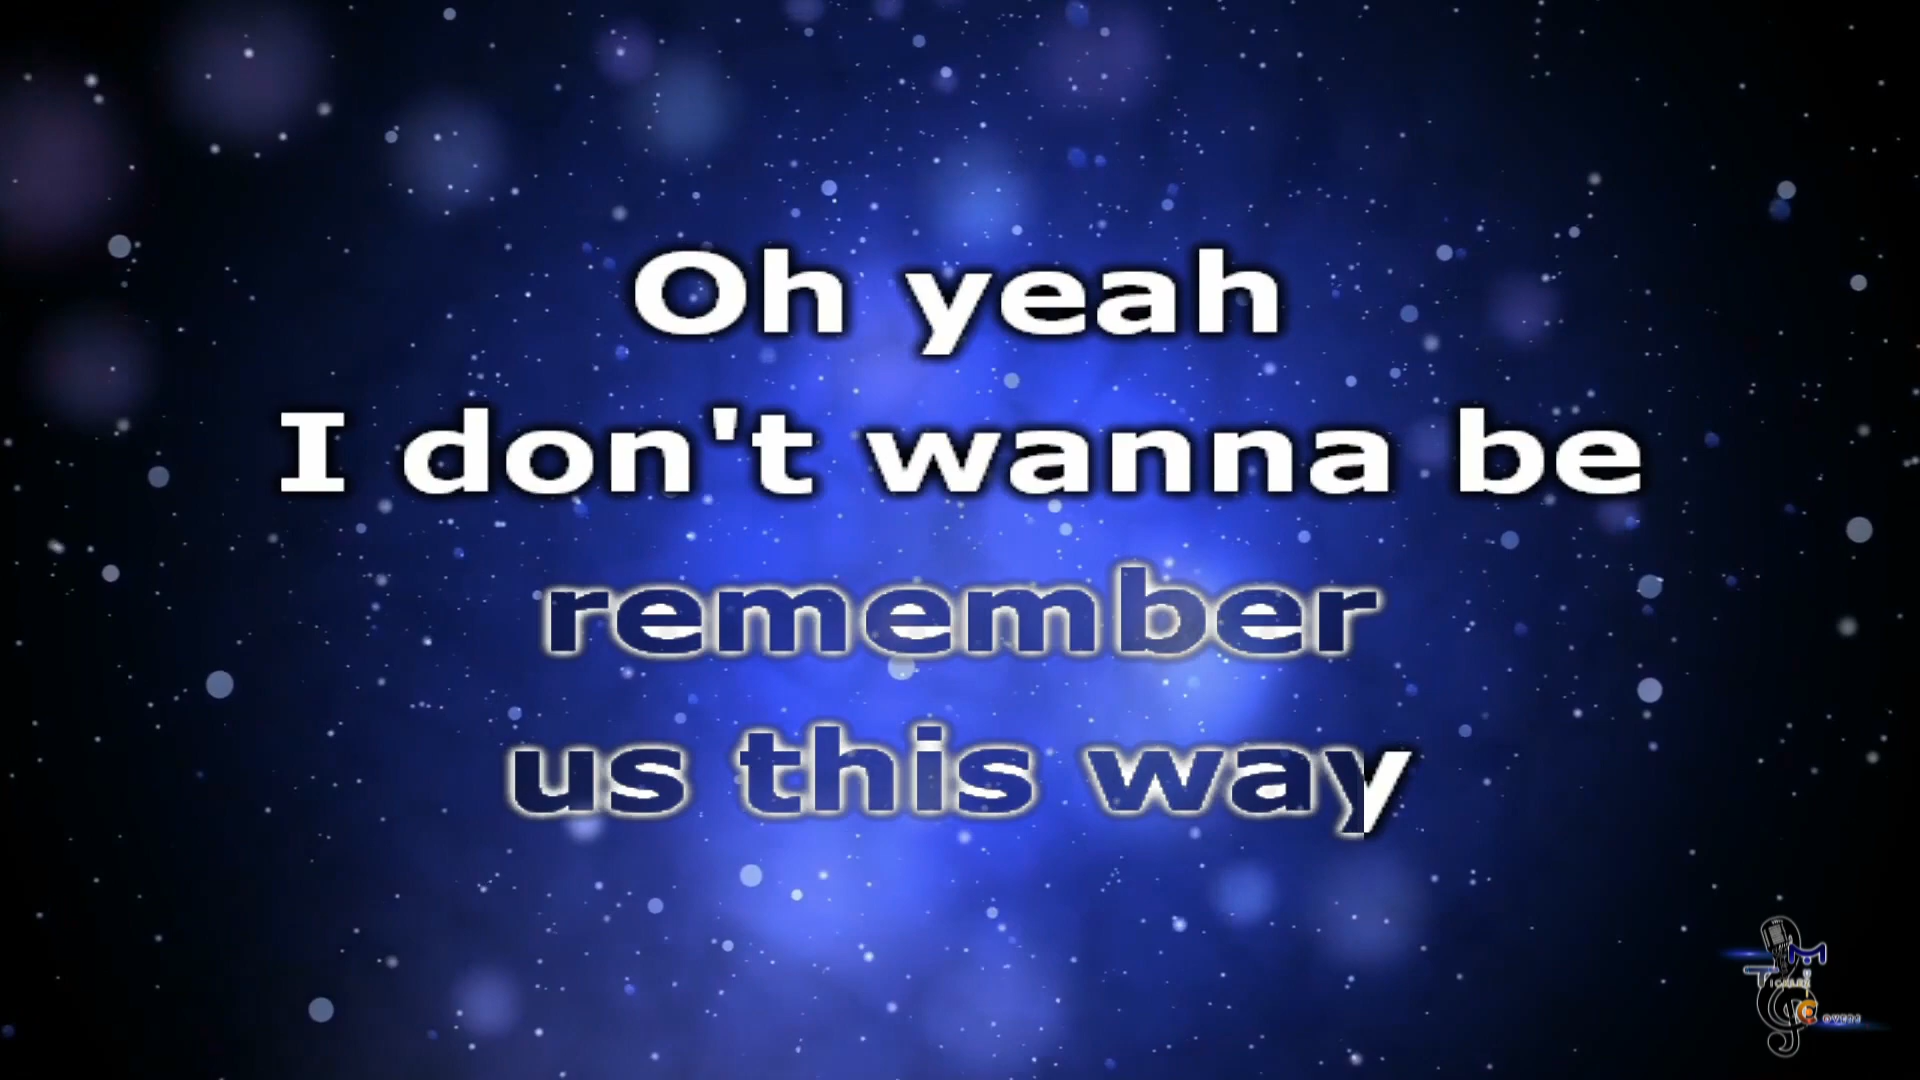 Oh yeah
I don't wanna be
remember
us this way